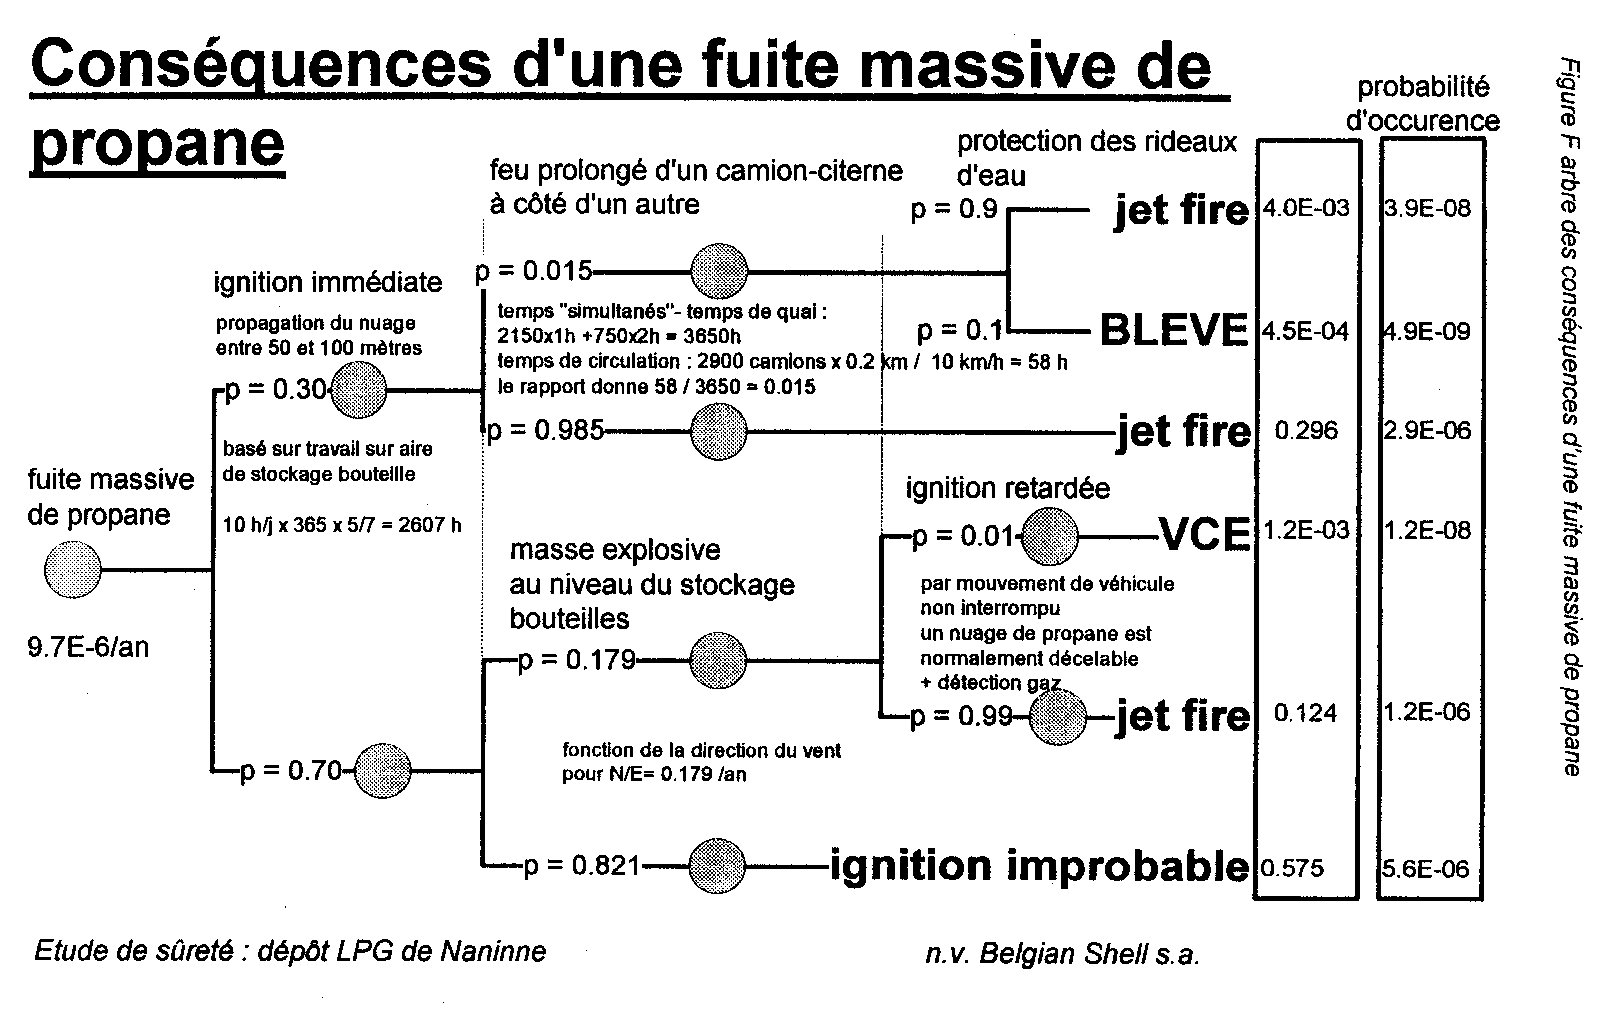 Conséquences d'une fuite massive de
propane
probabilité
d'occurence
protection des rideaux
d'eau
feu prolongé d'un camion-citerne
à côté d'un autre
p = 0.9
jet fire
4.0E-03
3.9E-08
p = 0.015
ignition immédiate
propagation du nuage
entre 50 et 100 mètres
temps "simultanés"- temps de quai :
2150x1h +750x2h = 3650h
temps de circulation : 2900 camions x 0.2 km / 10 km/h = 58 h
le rapport donne 58 / 3650 = 0.015
p = 0.1
BLEVE
4.5E-04
4.9E-09
p = 0.30
p = 0.985
jet fire
0.296
2.9E-06
basé sur travail sur aire
de stockage bouteille
10 h/j x 365 x 5/7 = 2607 h
fuite massive
de propane
9.7E-6/an
ignition retardée
p = 0.01
VCE
1.2E-03
1.2E-08
masse explosive
au niveau du stockage
bouteilles
par mouvement de véhicule
non interrompu
un nuage de propane est
normalement décelable
+ détection gaz
p = 0.179
p = 0.99
jet fire
0.124
1.2E-06
fonction de la direction du vent
pour N/E= 0.179 /an
p = 0.70
p = 0.821
ignition improbable
0.575
5.6E-06
Etude de sûreté : dépôt LPG de Naninne
n.v. Belgian Shell s.a.
Figure F arbre des conséquences d'une fuite massive de propane